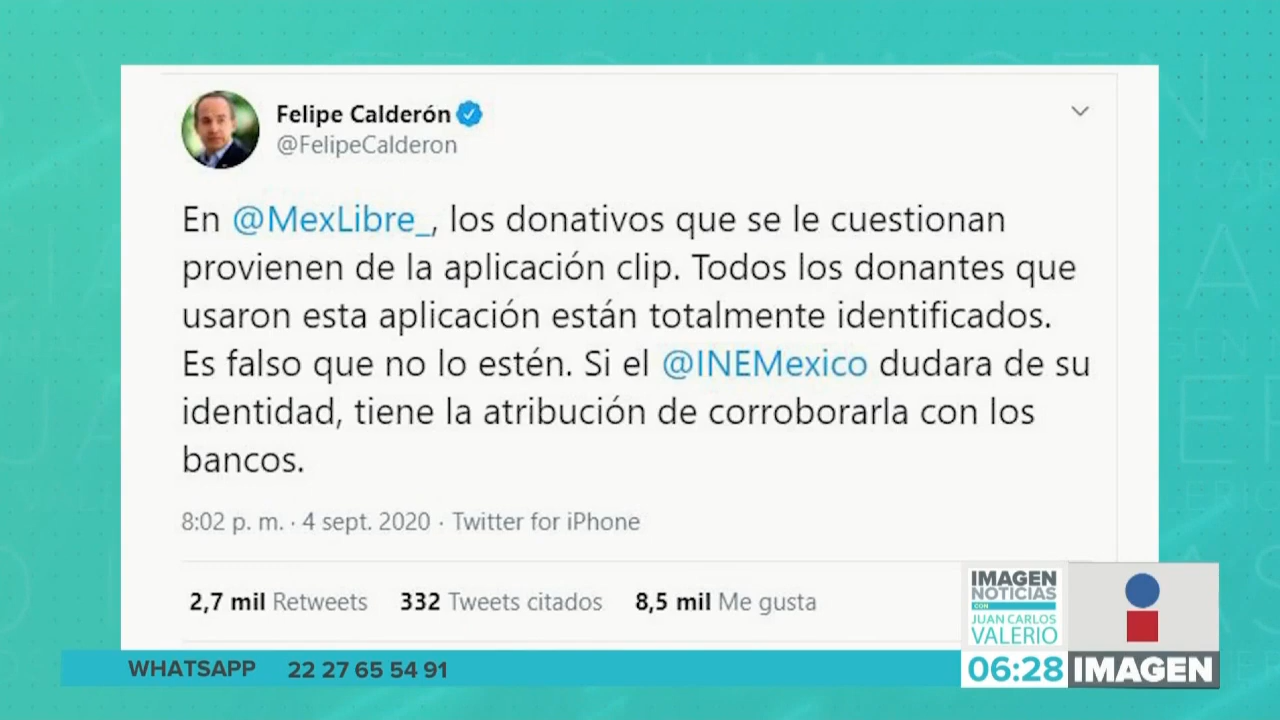 Felipe Calderón
@FelipeCalderon
En @MexLibre_, los donativos que se le cuestionan
provienen de la aplicación clip. Todos los donantes que
usaron esta aplicación están totalmente identificados.
Es falso que no lo estén. Si el @INEMexico dudara de su
identidad, tiene la atribución de corroborarla con los
bancos.
8:02 p. m. · 4 sept. 2020 · Twitter for iPhone
2,7 mil Retweets 332 Tweets citados 8,5 mil Me gusta
IMAGEN
NOTICIAS
CON
JUAN CARLOS
VALERIO
WHATSAPP 22 27 65 54 91
06:28 IMAGEN